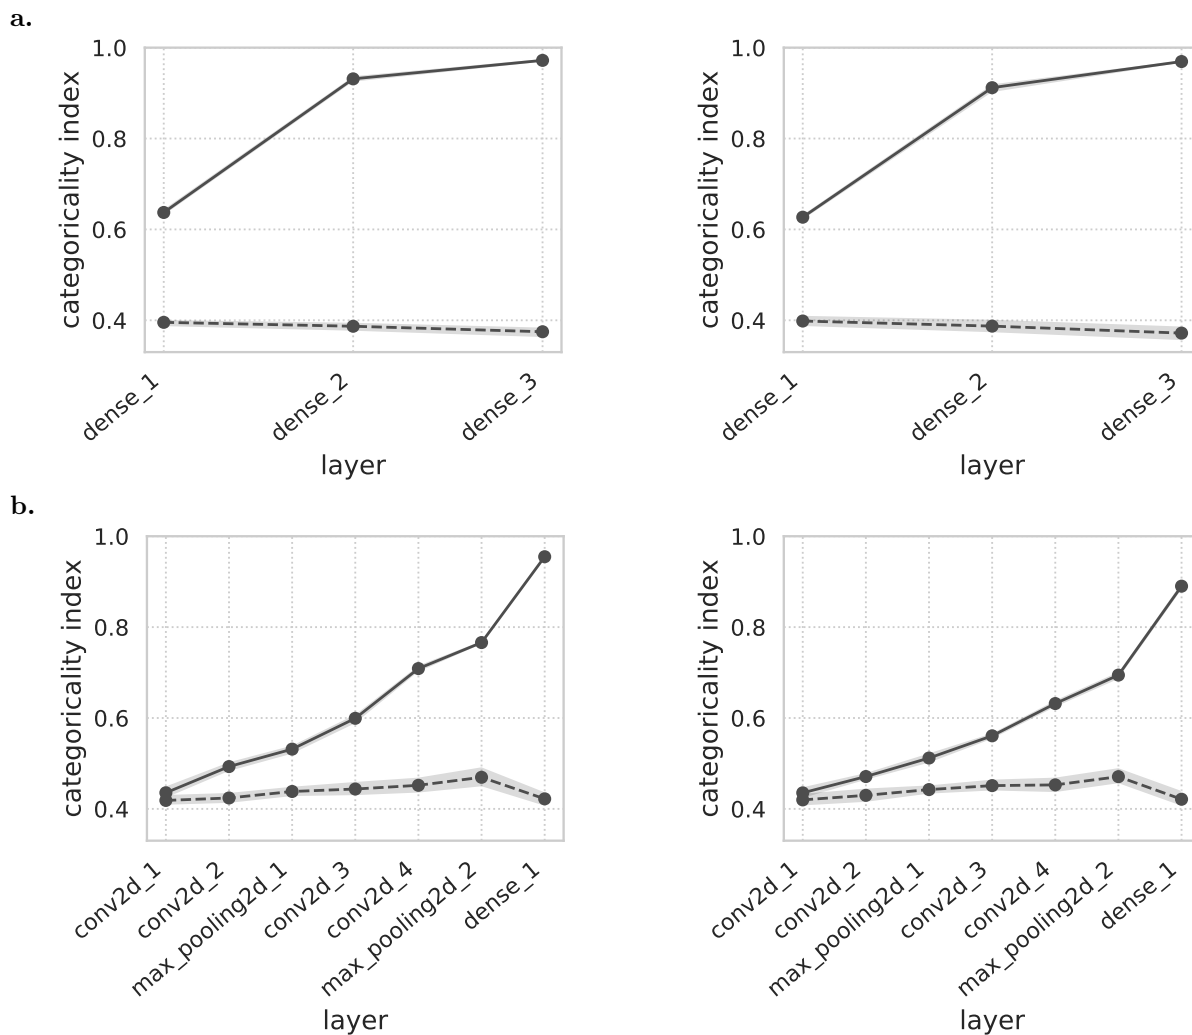 a.
1.0
0.8
0.6
0.4
categoricality index
dense_1
dense_2
dense_3
layer
1.0
0.8
0.6
0.4
categoricality index
dense_1
dense_2
dense_3
layer
b.
1.0
0.8
0.6
0.4
categoricality index
conv2d_1
conv2d_2
max_pooling2d_1
conv2d_3
conv2d_4
max_pooling2d_2
dense_1
layer
1.0
0.8
0.6
0.4
categoricality index
conv2d_1
conv2d_2
max_pooling2d_1
conv2d_3
conv2d_4
max_pooling2d_2
dense_1
layer